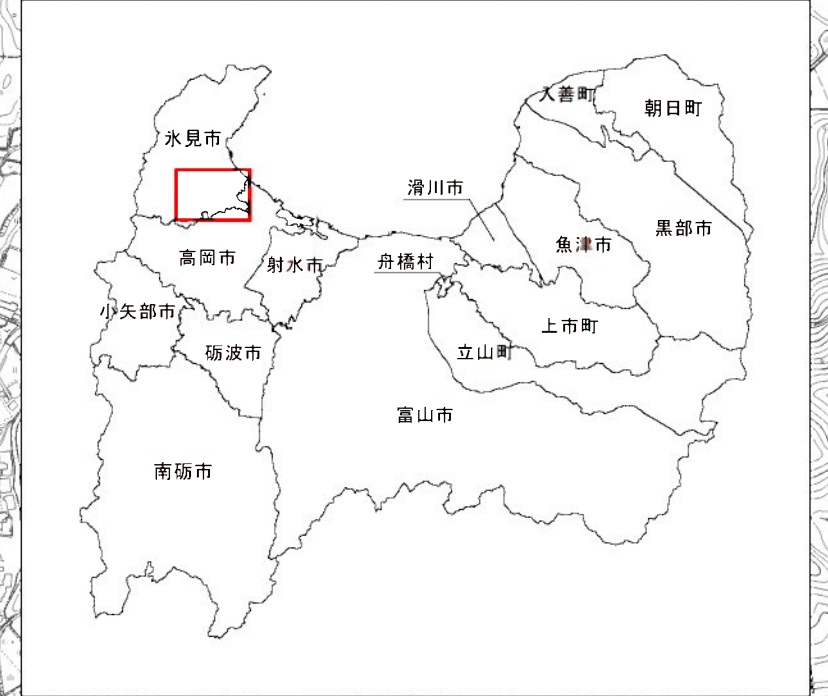 入善町
朝日町
氷見市
滑川市
黒部市
魚津市
高岡市
射水市
舟橋村
小矢部市
上市町
砺波市
立山町
富山市
南砺市